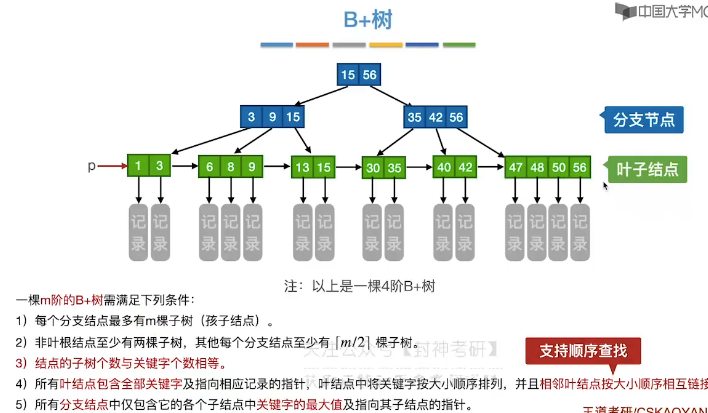 B+树
中国大学MO
15 56
3 9 15
35 42 56
分支节点
p
1 3
6 8 9
13 15
30 35
40 42
47 48 50 56
叶子结点
记录 记录 记录 记录 记录 记录 记录 记录 记录 记录 记录 记录 记录 记录 记录
注：以上是一棵4阶B+树
一棵m阶的B+树需满足下列条件：
1）每个分支结点最多有m棵子树（孩子结点）。
2）非叶根结点至少有两棵子树，其他每个分支结点至少有 ⌈m/2⌉ 棵子树。
关注公众号【封神考研】
3）结点的子树个数与关键字个数相等。
支持顺序查找
4）所有叶结点包含全部关键字及指向相应记录的指针，叶结点中将关键字按大小顺序排列，并且相邻叶结点按大小顺序相互链接
5）所有分支结点中仅包含它的各个子结点中关键字的最大值及指向其子结点的指针。
王道考研/CSKAOYAN